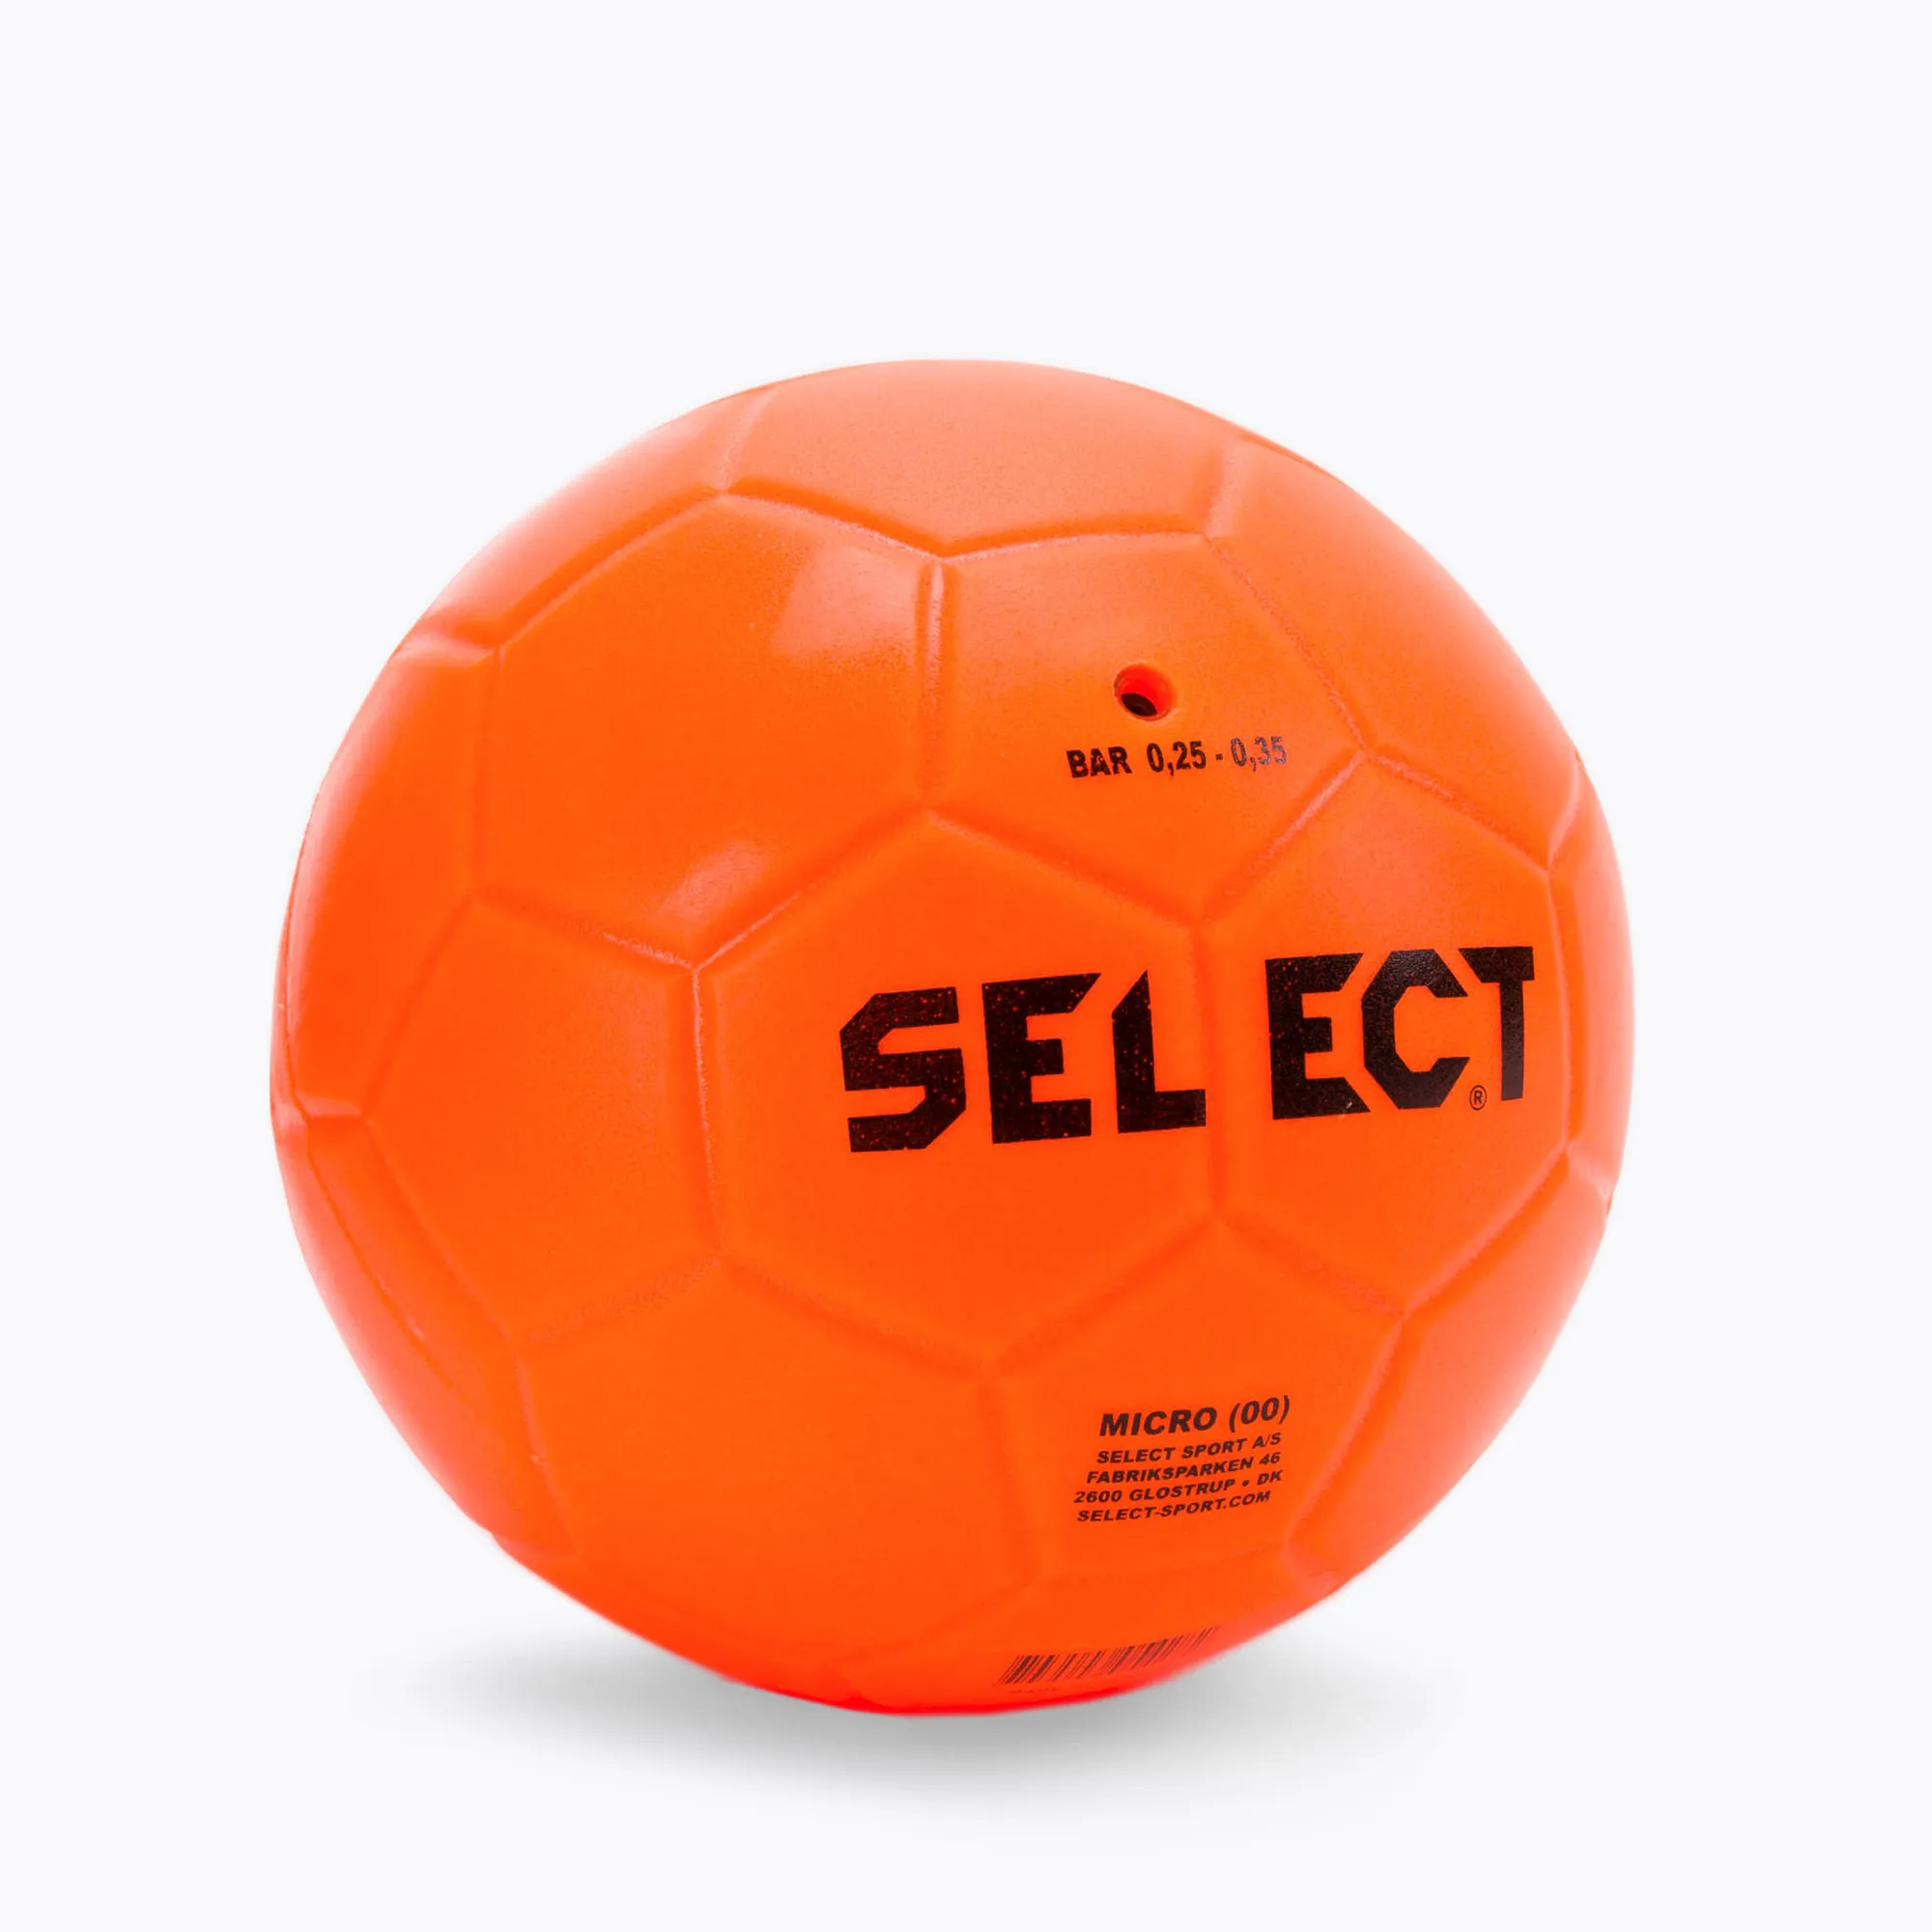 BAR 0,25 - 0,35
SELECT®
MICRO (00)
SELECT SPORT A/S
FABRIKSPARKEN 46
2600 GLOSTRUP • DK
SELECT-SPORT.COM